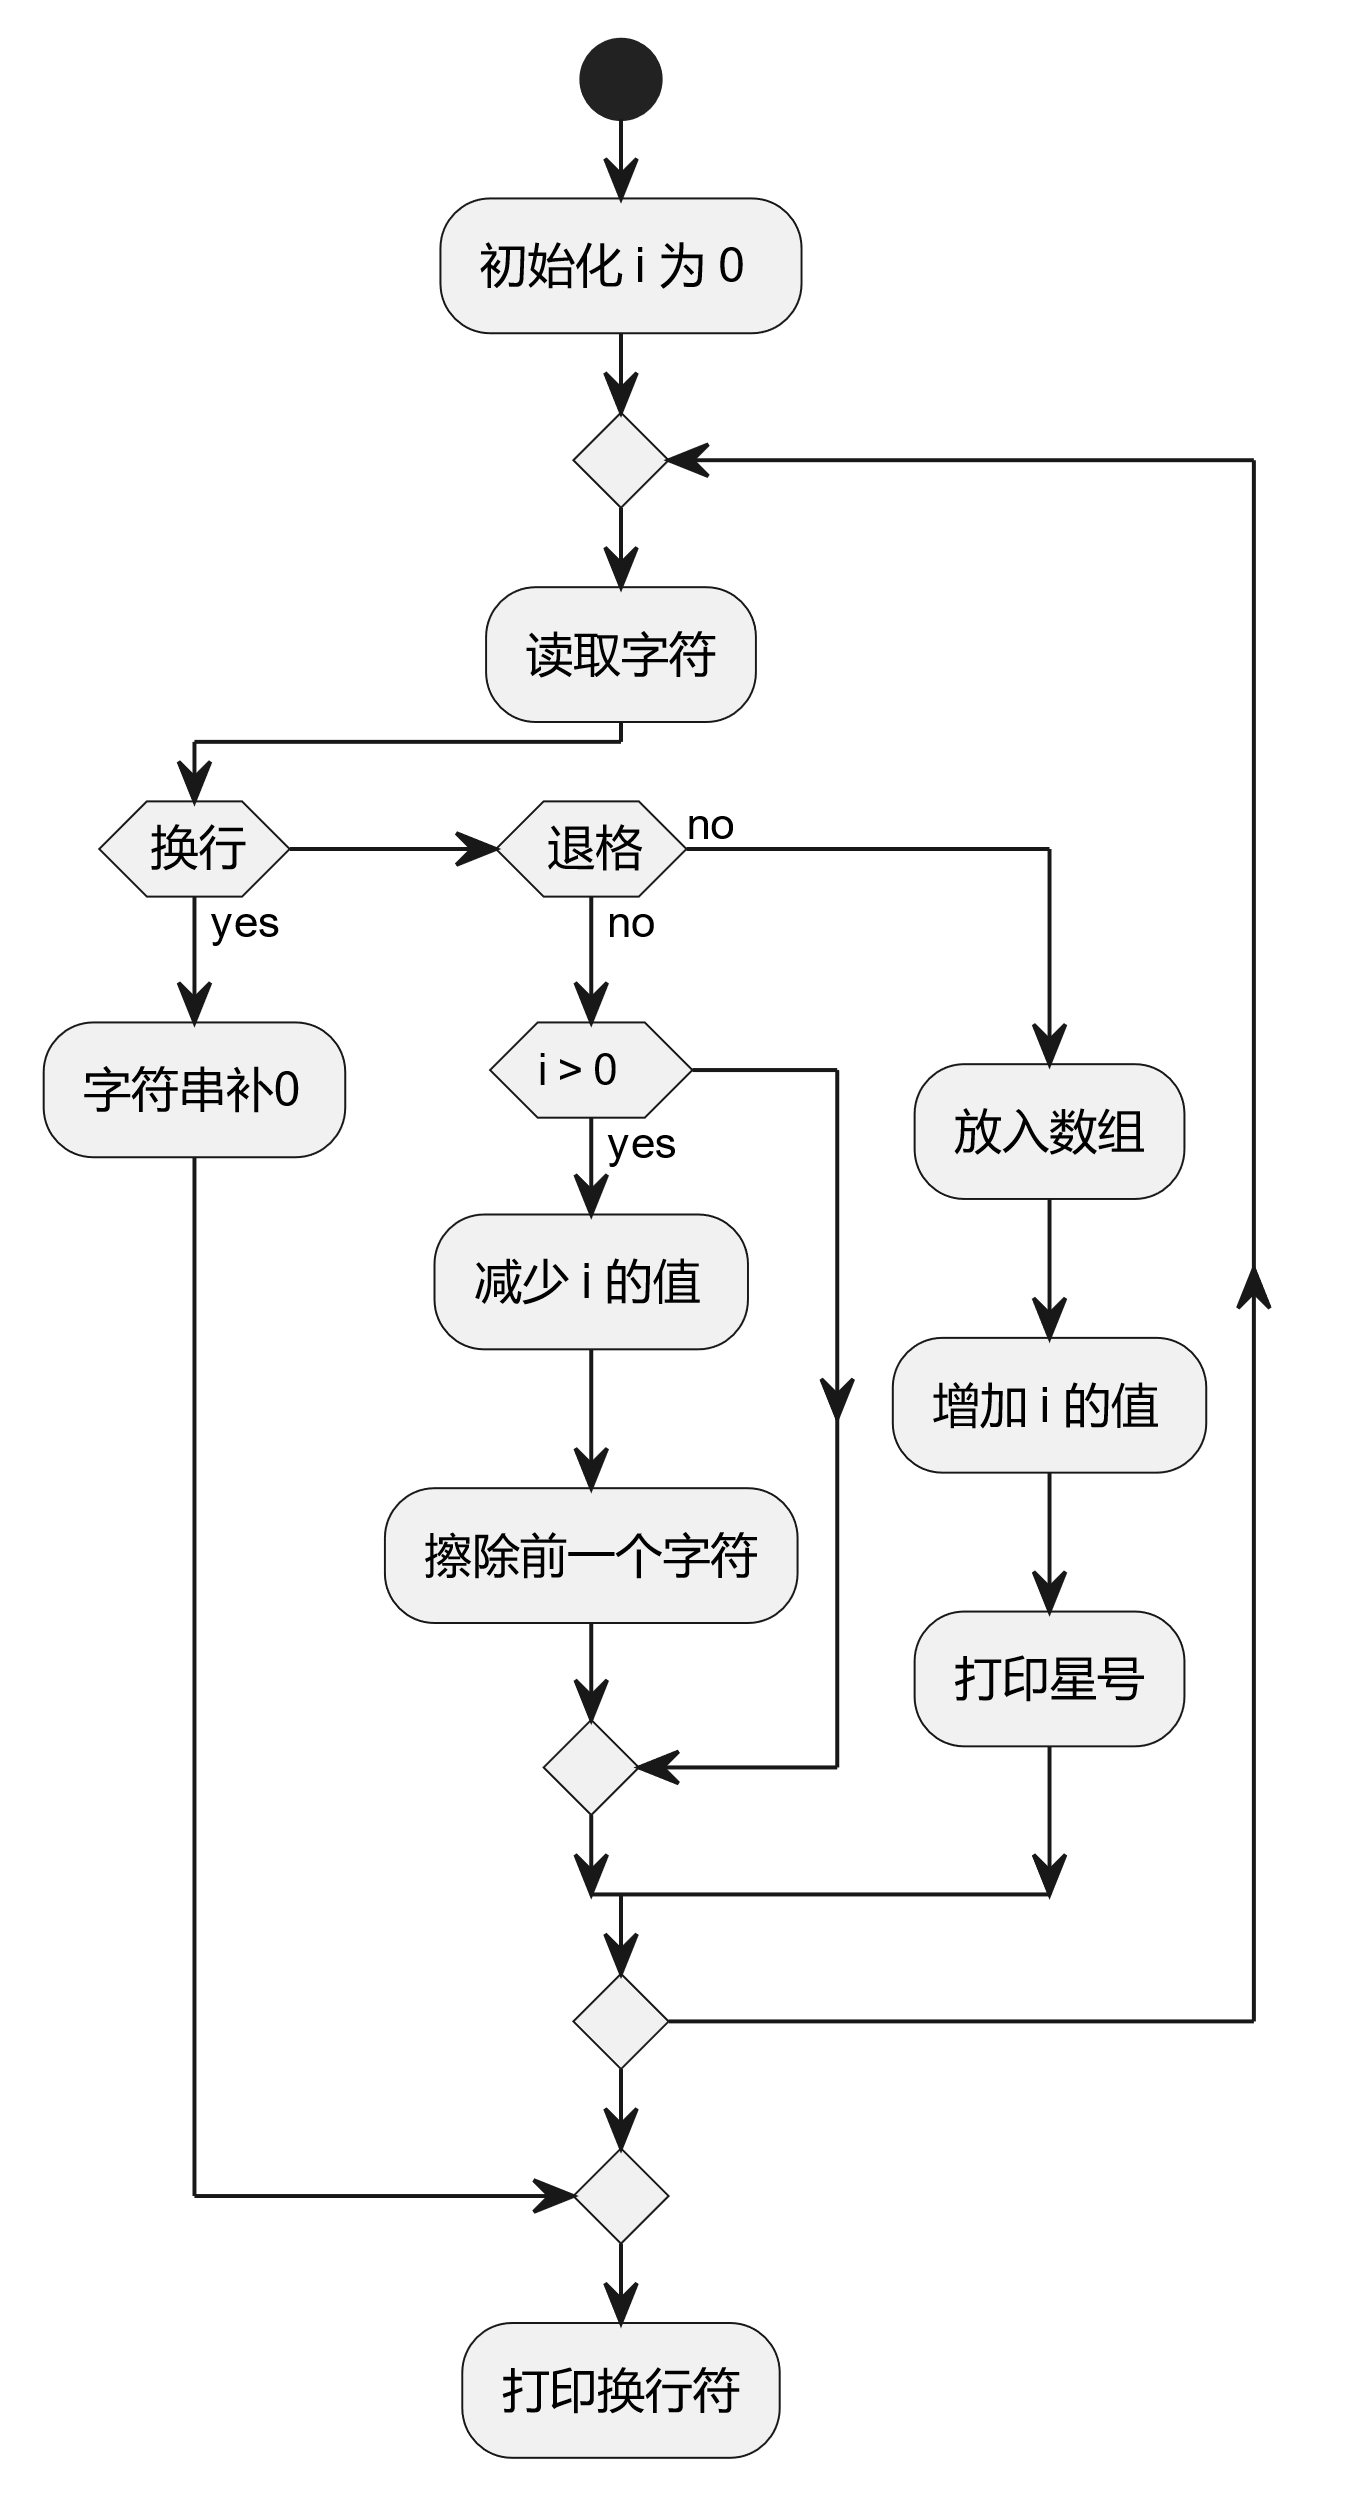 初始化 i 为 0
读取字符
换行
退格
no
yes
no
字符串补0
i > 0
yes
放入数组
减少 i 的值
增加 i 的值
擦除前一个字符
打印星号
打印换行符